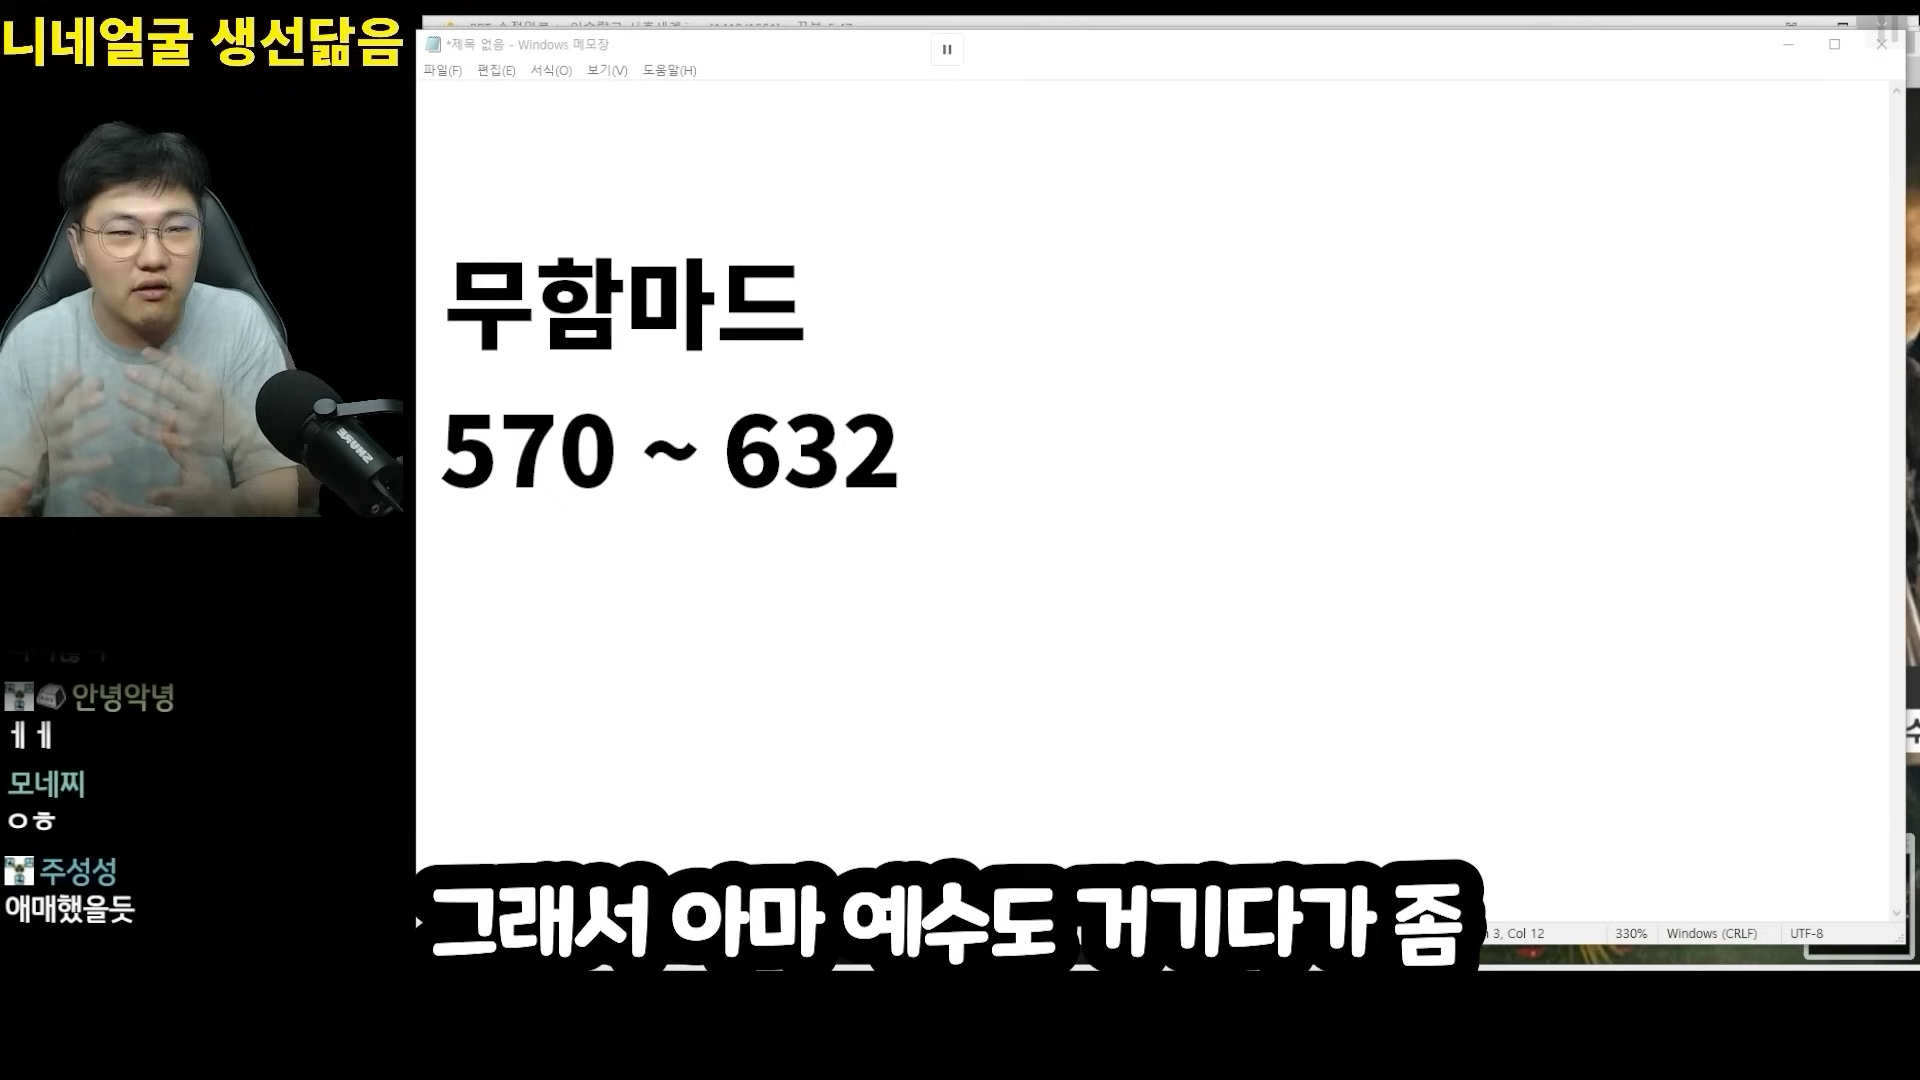 니네얼굴 생선닮음
*제목 없음 - Windows 메모장
파일(F) 편집(E) 서식(O) 보기(V) 도움말(H)
무함마드
570 ~ 632
SHURE
안녕악녕
ㅔㅔ
모네찌
ㅇㅎ
주성성
애매했을듯
그래서 아마 예수도 거기다가 좀
3, Col 12 330% Windows (CRLF) UTF-8